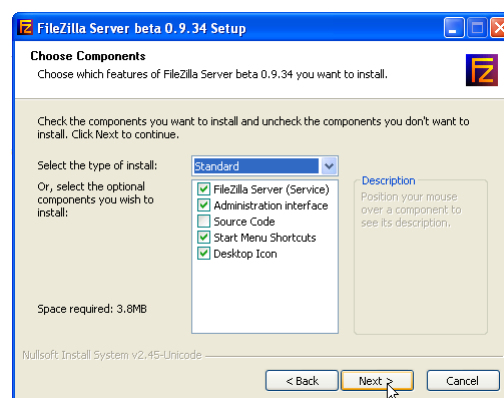 FileZilla Server beta 0.9.34 Setup
Choose Components
Choose which features of FileZilla Server beta 0.9.34 you want to install.
FZ
Check the components you want to install and uncheck the components you don't want to
install. Click Next to continue.
Select the type of install:
Standard
Or, select the optional
components you wish to
install:
FileZilla Server (Service)
Administration interface
Source Code
Start Menu Shortcuts
Desktop Icon
Description
Position your mouse
over a component to
see its description.
Space required: 3.8MB
Nullsoft Install System v2.45-Unicode
< Back
Next >
Cancel